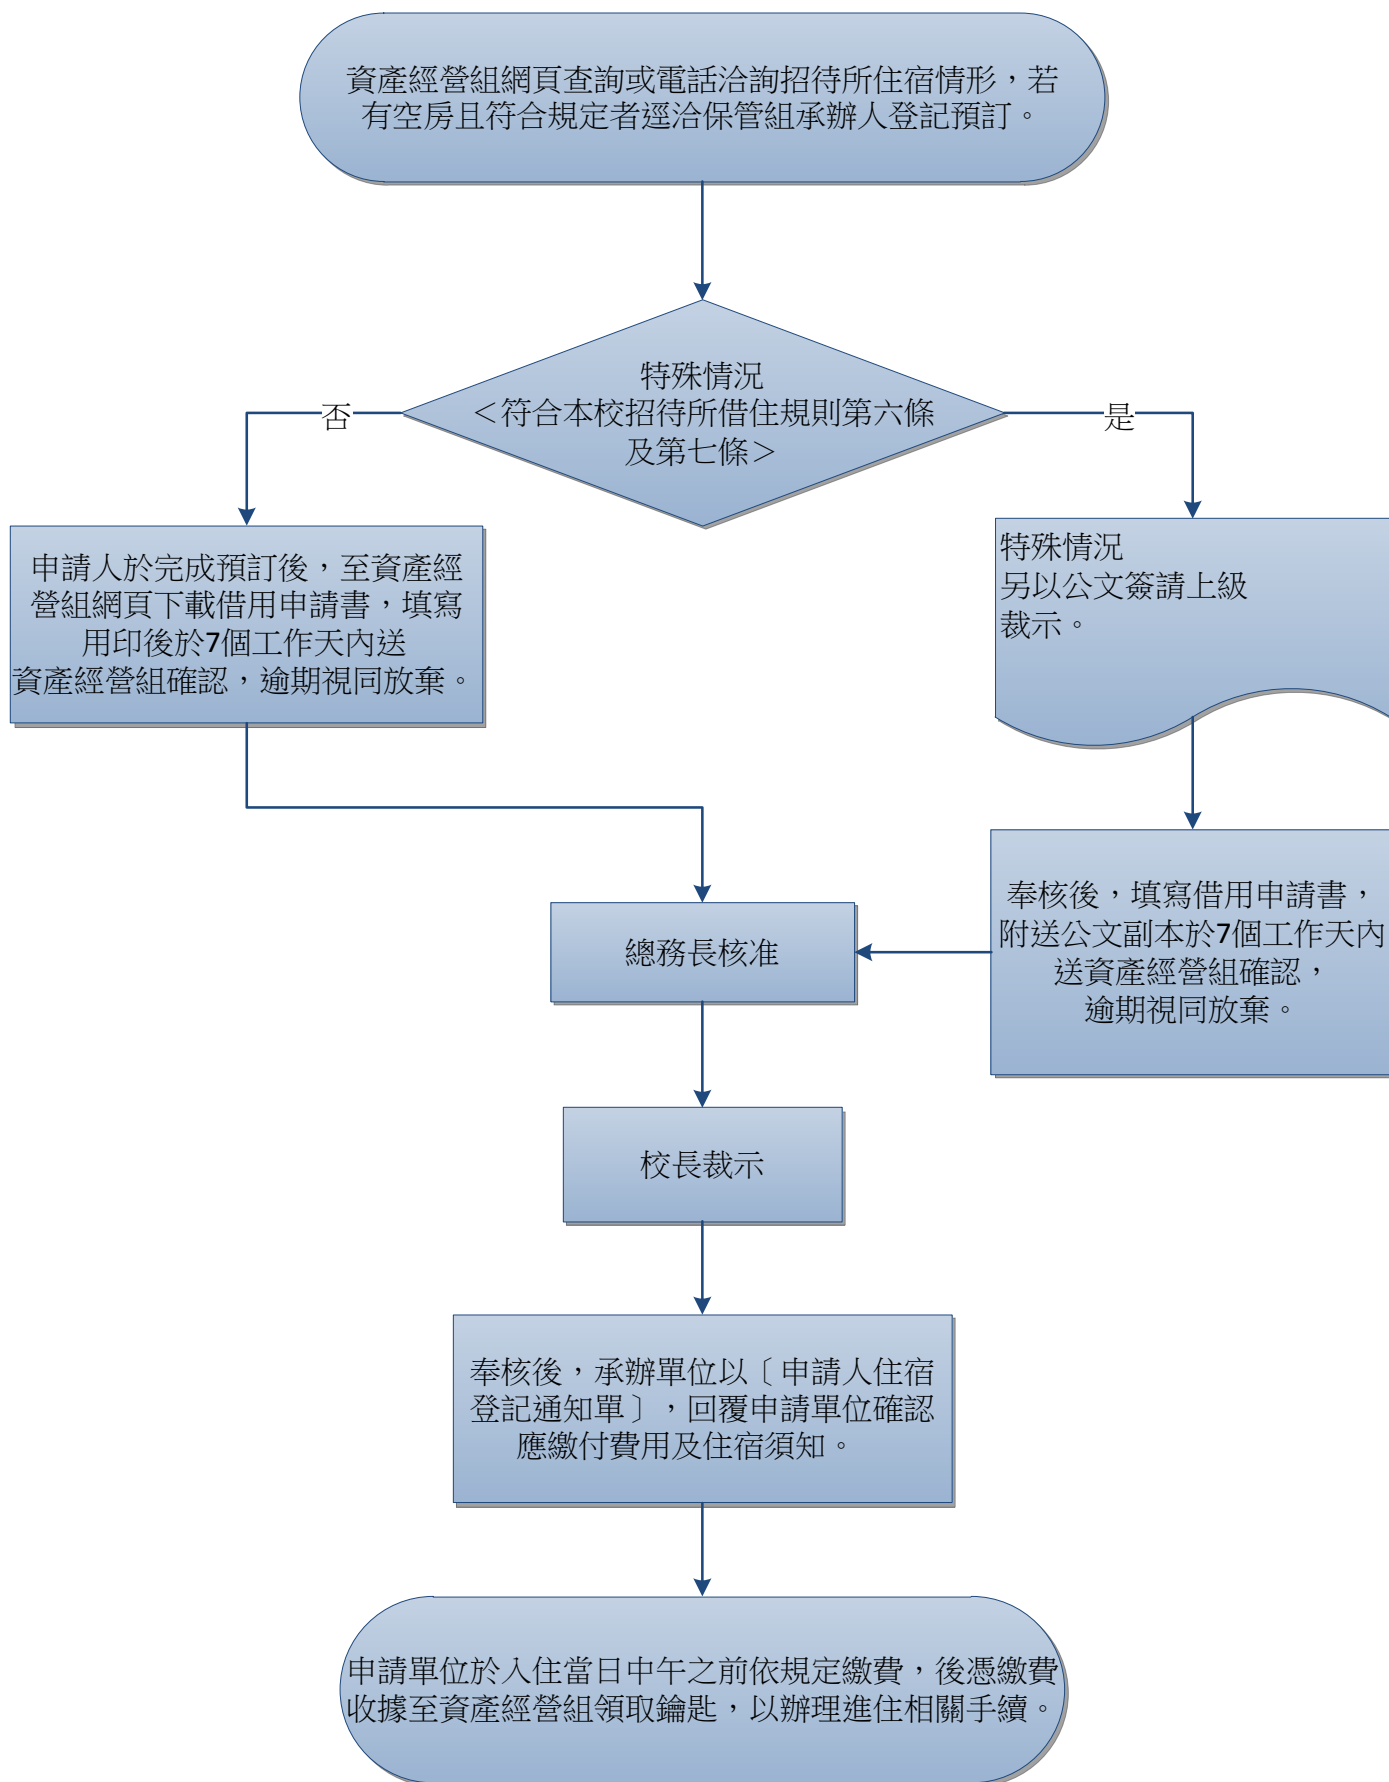 資產經營組網頁查詢或電話洽詢招待所住宿情形，若
有空房且符合規定者逕洽保管組承辦人登記預訂。
特殊情況
＜符合本校招待所借住規則第六條
及第七條＞
否
是
申請人於完成預訂後，至資產經
營組網頁下載借用申請書，填寫
用印後於7個工作天內送
資產經營組確認，逾期視同放棄。
特殊情況
另以公文簽請上級
裁示。
奉核後，填寫借用申請書，
附送公文副本於7個工作天內
送資產經營組確認，
逾期視同放棄。
總務長核准
校長裁示
奉核後，承辦單位以〔申請人住宿
登記通知單〕，回覆申請單位確認
應繳付費用及住宿須知。
申請單位於入住當日中午之前依規定繳費，後憑繳費
收據至資產經營組領取鑰匙，以辦理進住相關手續。